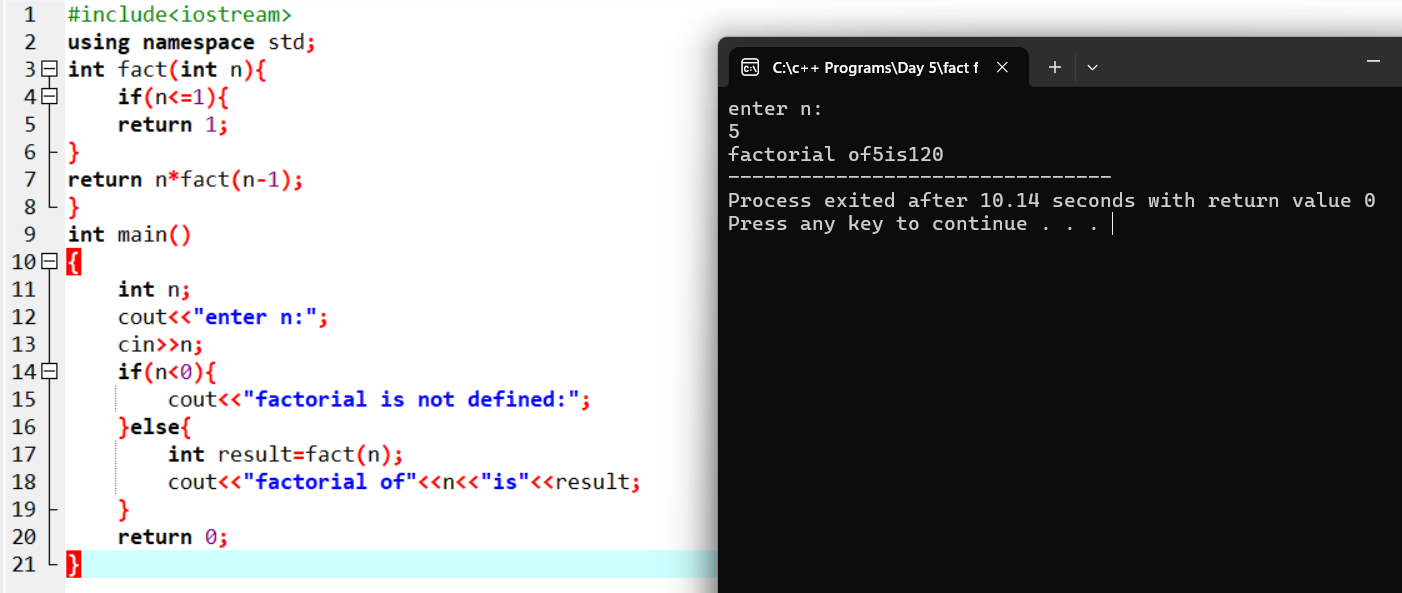 1 #include<iostream>
2 using namespace std;
3 int fact(int n){
4     if(n<=1){
5     return 1;
6 }
7 return n*fact(n-1);
8 }
9 int main()
10 {
11     int n;
12     cout<<"enter n:";
13     cin>>n;
14     if(n<0){
15         cout<<"factorial is not defined:";
16     }else{
17         int result=fact(n);
18         cout<<"factorial of"<<n<<"is"<<result;
19     }
20     return 0;
21 }
C:\c++ Programs\Day 5\fact f
enter n:
5
factorial of5is120
--------------------------------
Process exited after 10.14 seconds with return value 0
Press any key to continue . . .